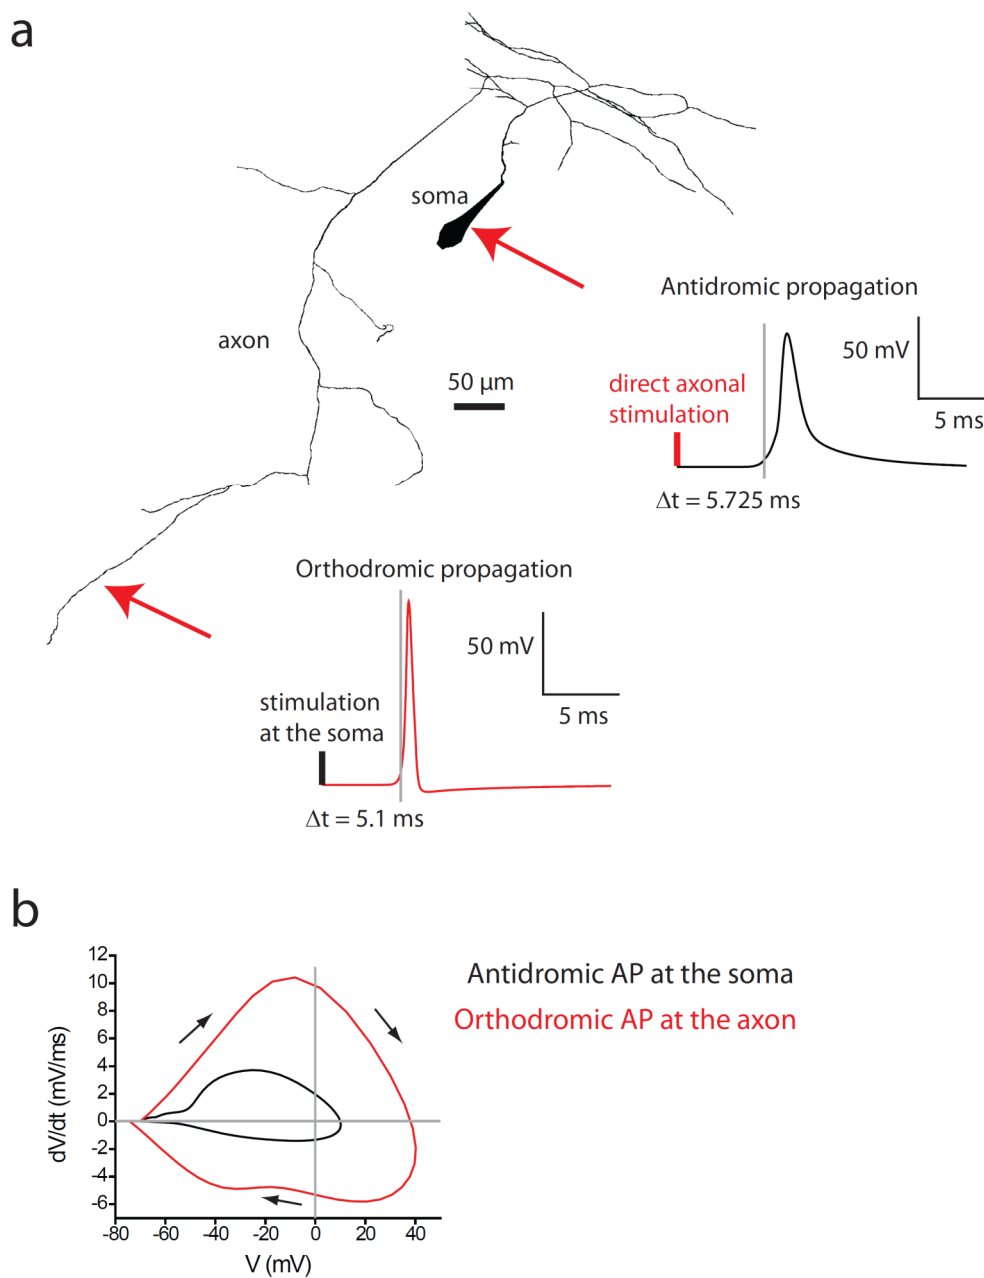 a
soma
Antidromic propagation
axon
50 mV
50 µm
direct axonal
stimulation
5 ms
Δt = 5.725 ms
Orthodromic propagation
50 mV
stimulation
at the soma
5 ms
Δt = 5.1 ms
b
12
10
8
6
4
2
0
-2
-4
-6
dV/dt (mV/ms)
-80 -60 -40 -20 0 20 40
V (mV)
Antidromic AP at the soma
Orthodromic AP at the axon